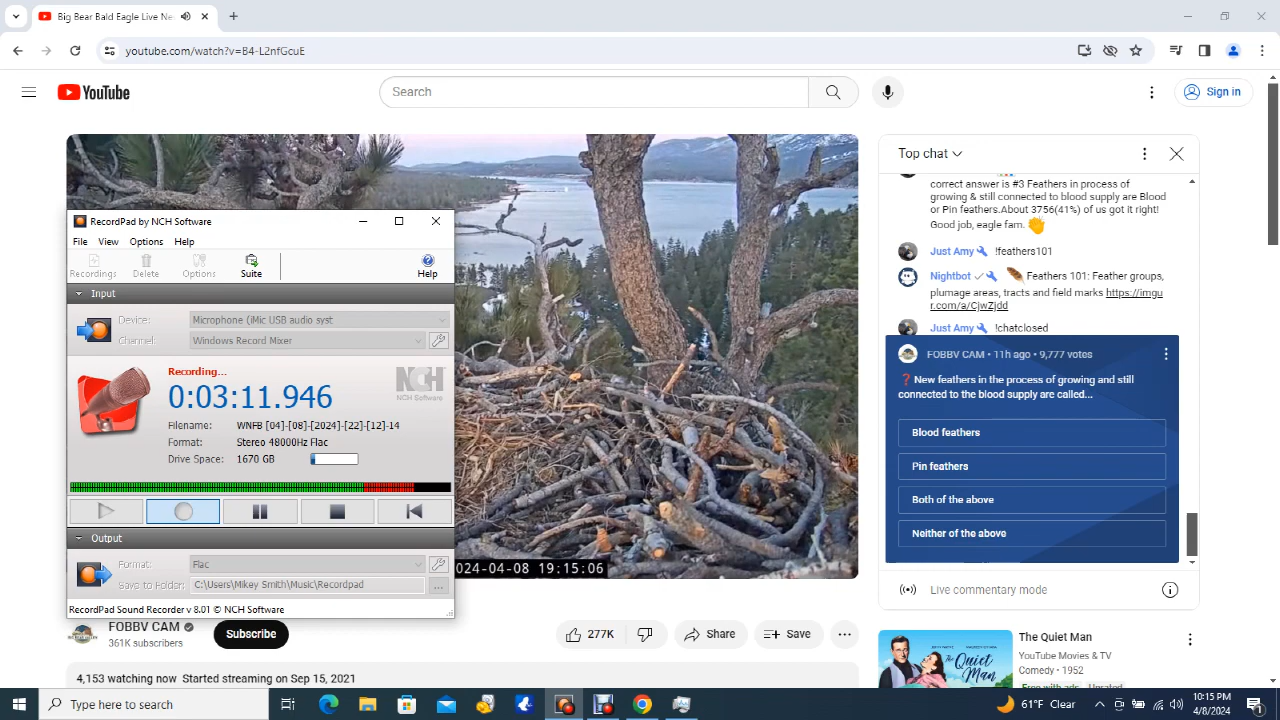 Big Bear Bald Eagle Live Ne
youtube.com/watch?v=B4-L2nfGcuE
YouTube
Search
Sign in
RecordPad by NCH Software
File View Options Help
Recordings Delete Options Suite Help
Input
Device: Microphone (iMic USB audio syst
Channel: Windows Record Mixer
Recording...
0:03:11.946
NCH
NCH Software
Filename: WNFB [04]-[08]-[2024]-[22]-[12]-14
Format: Stereo 48000Hz Flac
Drive Space: 1670 GB
Output
Format: Flac
Save to Folder: C:\Users\Mikey Smith\Music\Recordpad
...
RecordPad Sound Recorder v 8.01 © NCH Software
024-04-08 19:15:06
FOBBV CAM
361K subscribers
Subscribe
277K
Share
Save
4,153 watching now Started streaming on Sep 15, 2021
Top chat
correct answer is #3 Feathers in process of
growing & still connected to blood supply are Blood
or Pin feathers.About 3756(41%) of us got it right!
Good job, eagle fam.
Just Amy !feathers101
Nightbot Feathers 101: Feather groups,
plumage areas, tracts and field marks https://imgu
r.com/a/CjwZjdd
Just Amy !chatclosed
FOBBV CAM • 11h ago • 9,777 votes
❓New feathers in the process of growing and still
connected to the blood supply are called...
Blood feathers
Pin feathers
Both of the above
Neither of the above
Live commentary mode
The Quiet Man
YouTube Movies & TV
Comedy • 1952
Free with ads Unrated
The QUIET MAN
Type here to search
61°F Clear
10:15 PM
4/8/2024
1